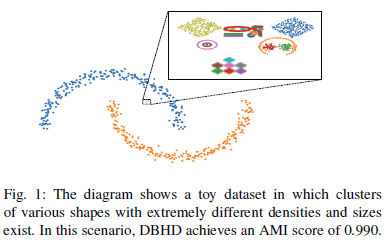 Fig. 1: The diagram shows a toy dataset in which clusters
of various shapes with extremely different densities and sizes
exist. In this scenario, DBHD achieves an AMI score of 0.990.